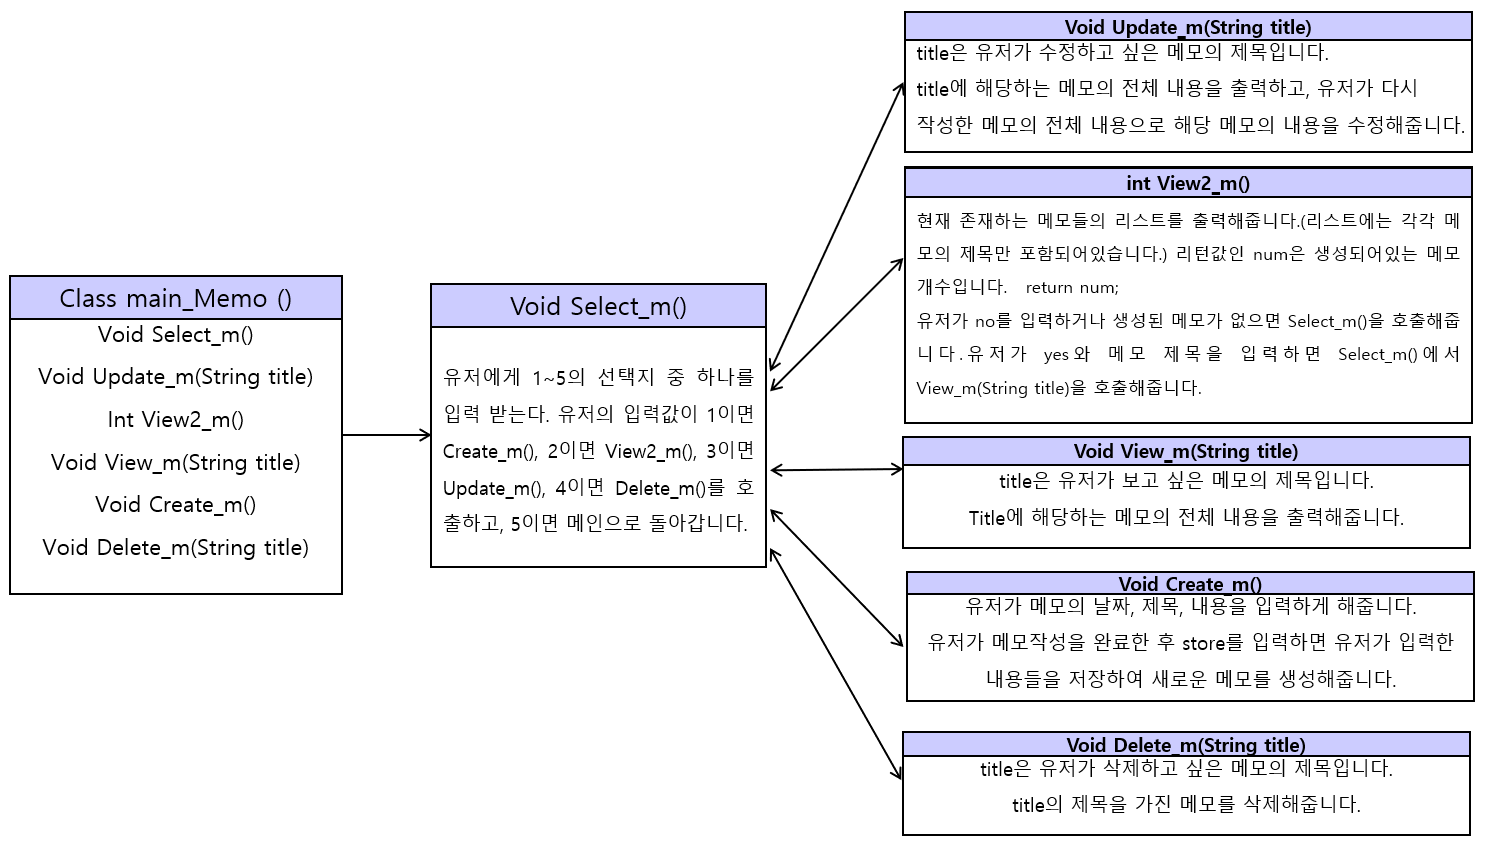 Class main_Memo ()
Void Select_m()
Void Update_m(String title)
Int View2_m()
Void View_m(String title)
Void Create_m()
Void Delete_m(String title)
Void Select_m()
유저에게 1~5의 선택지 중 하나를
입력 받는다. 유저의 입력값이 1이면
Create_m(), 2이면 View2_m(), 3이면
Update_m(), 4이면 Delete_m()를 호
출하고, 5이면 메인으로 돌아갑니다.
Void Update_m(String title)
title은 유저가 수정하고 싶은 메모의 제목입니다.
title에 해당하는 메모의 전체 내용을 출력하고, 유저가 다시
작성한 메모의 전체 내용으로 해당 메모의 내용을 수정해줍니다.
int View2_m()
현재 존재하는 메모들의 리스트를 출력해줍니다.(리스트에는 각각 메
모의 제목만 포함되어있습니다.) 리턴값인 num은 생성되어있는 메모
개수입니다. return num;
유저가 no를 입력하거나 생성된 메모가 없으면 Select_m()을 호출해줍
니다.유저가 yes와 메모 제목을 입력하면 Select_m()에서
View_m(String title)을 호출해줍니다.
Void View_m(String title)
title은 유저가 보고 싶은 메모의 제목입니다.
Title에 해당하는 메모의 전체 내용을 출력해줍니다.
Void Create_m()
유저가 메모의 날짜, 제목, 내용을 입력하게 해줍니다.
유저가 메모작성을 완료한 후 store를 입력하면 유저가 입력한
내용들을 저장하여 새로운 메모를 생성해줍니다.
Void Delete_m(String title)
title은 유저가 삭제하고 싶은 메모의 제목입니다.
title의 제목을 가진 메모를 삭제해줍니다.